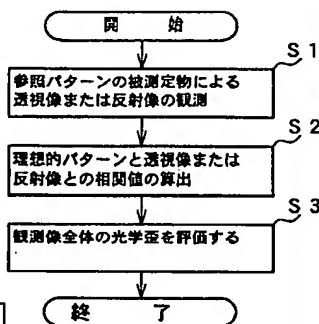 開 始
S1
参照パターンの被測定物による
透視像または反射像の観測
S2
理想的パターンと透視像または
反射像との相関値の算出
S3
観測像全体の光学歪を評価する
終 了